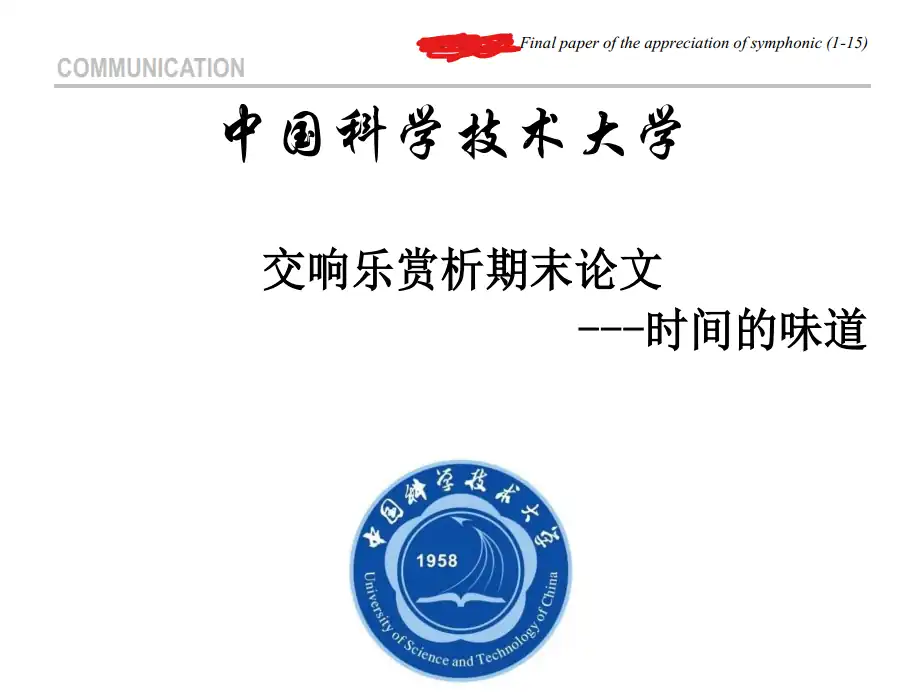 Final paper of the appreciation of symphonic (1-15)
COMMUNICATION
中国科学技术大学
交响乐赏析期末论文
---时间的味道
中国科学技术大学
1958
University of Science and Technology of China